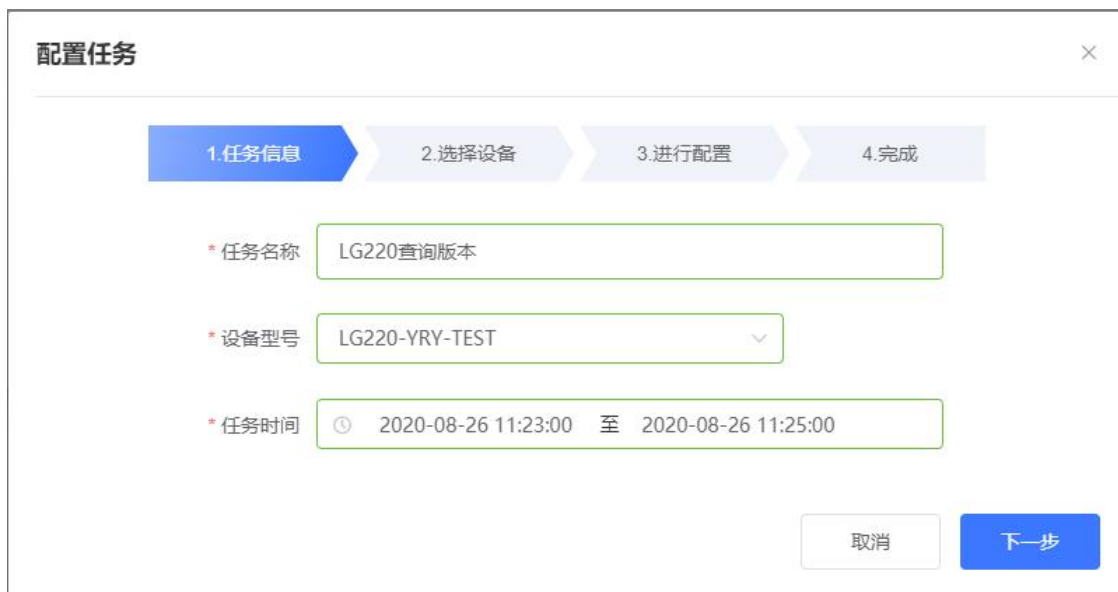 配置任务
1.任务信息
2.选择设备
3.进行配置
4.完成
* 任务名称 LG220查询版本
* 设备型号 LG220-YRY-TEST
* 任务时间 2020-08-26 11:23:00 至 2020-08-26 11:25:00
取消
下一步